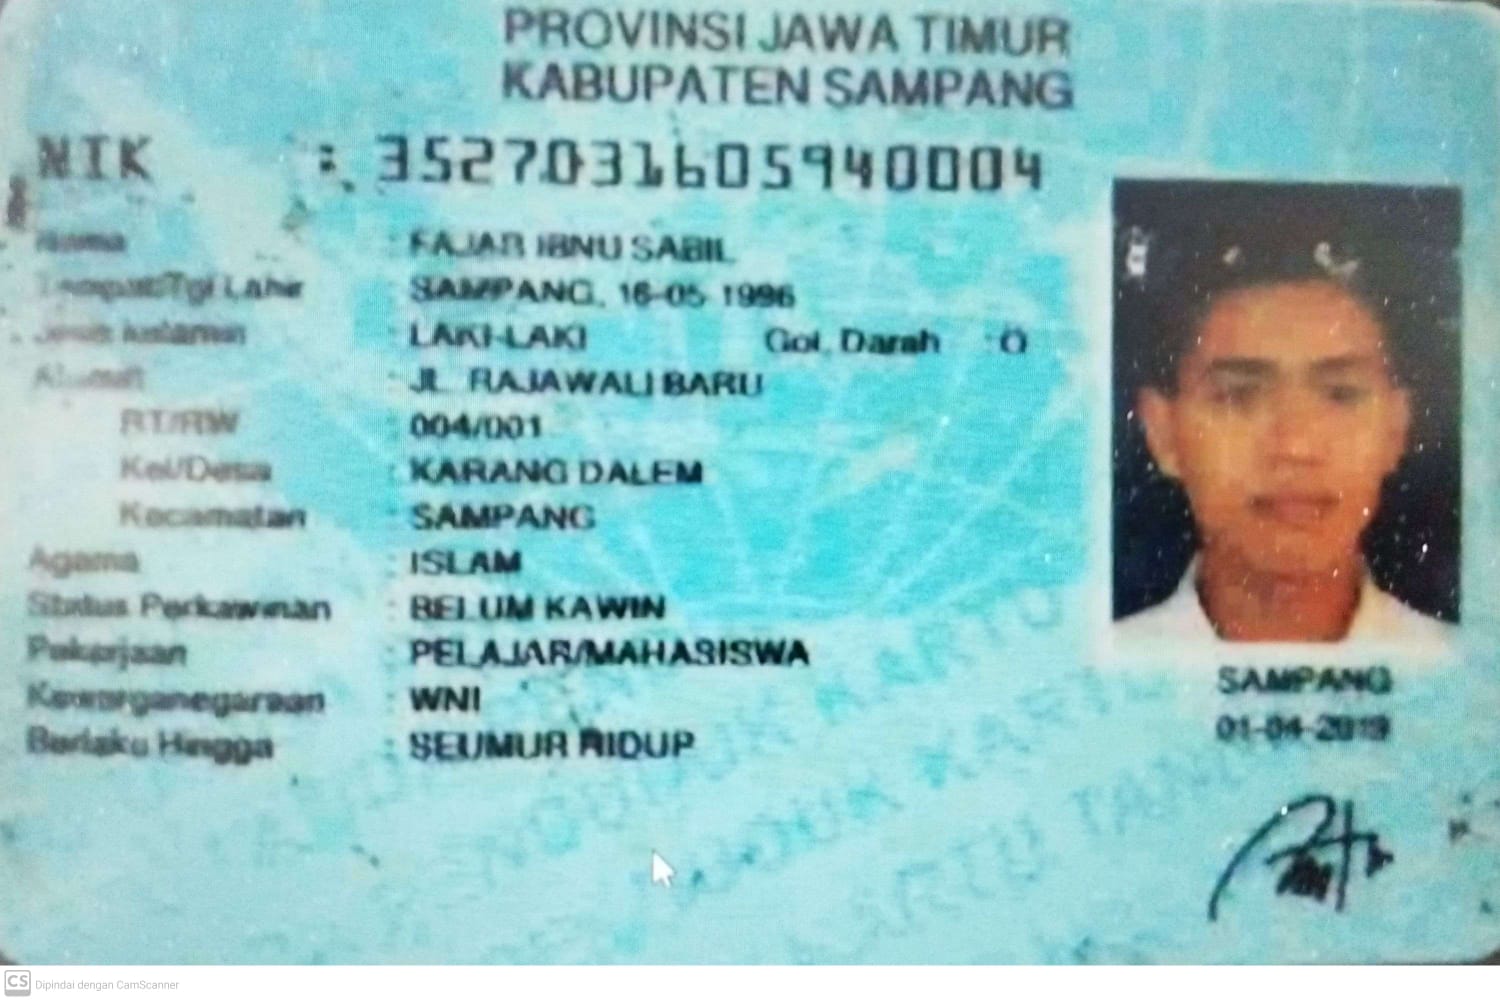 PROVINSI JAWA TIMUR
KABUPATEN SAMPANG
NIK : 3527031605940004
Nama : FAJAR IBNU SABIL
Tempat/Tgl Lahir : SAMPANG, 16-05-1996
Jenis Kelamin : LAKI-LAKI Gol. Darah : O
Alamat : JL. RAJAWALI BARU
RT/RW : 004/001
Kel/Desa : KARANG DALEM
Kecamatan : SAMPANG
Agama : ISLAM
Status Perkawinan : BELUM KAWIN
Pekerjaan : PELAJAR/MAHASISWA
Kewarganegaraan : WNI
Berlaku Hingga : SEUMUR HIDUP
SAMPANG
01-04-2019
CS Dipindai dengan CamScanner